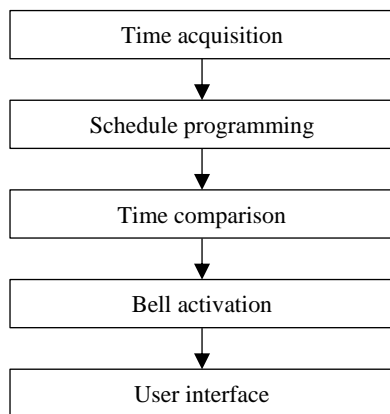 Time acquisition
Schedule programming
Time comparison
Bell activation
User interface